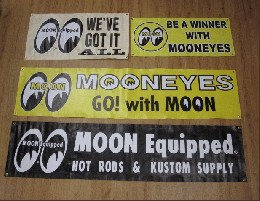 MOON Equipped
WE'VE
GOT IT
ALL
BE A WINNER
WITH
MOONEYES
MOON
MOONEYES
GO! with MOON
MOON Equipped
MOON Equipped
HOT RODS & KUSTOM SUPPLY